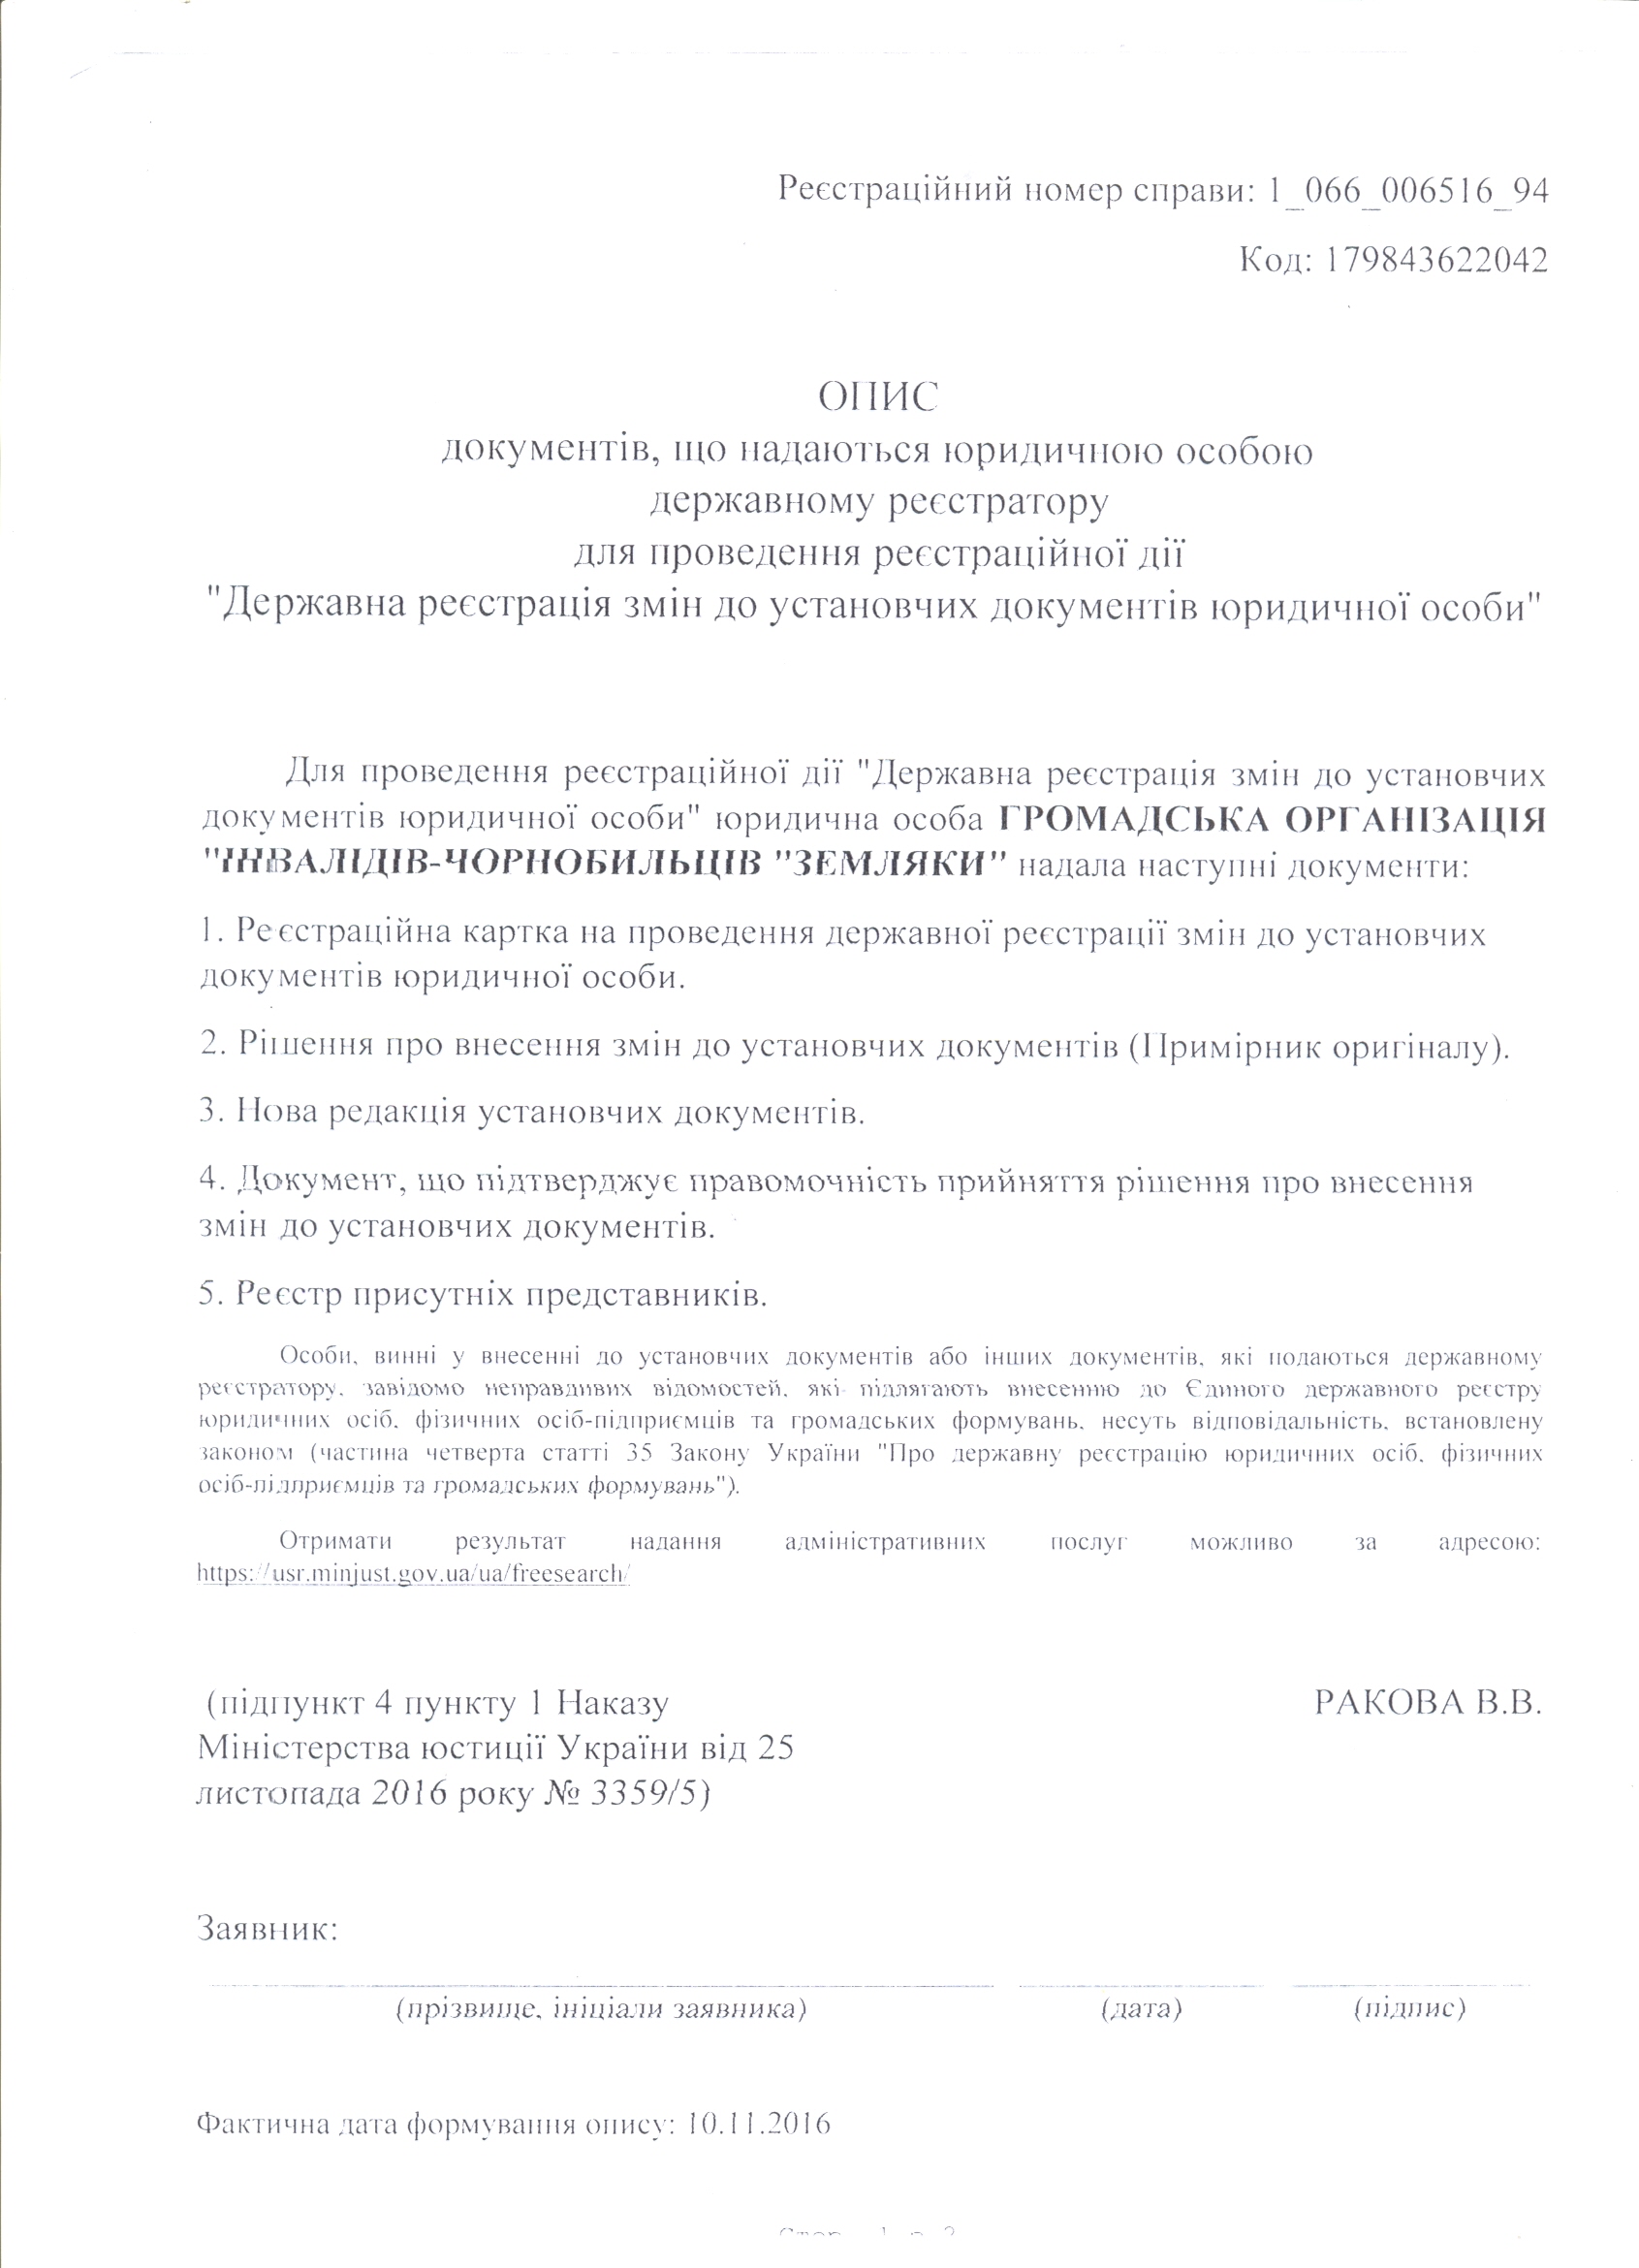 Реєстраційний номер справи: 1_066_006516_94
Код: 179843622042
ОПИС
документів, що надаються юридичною особою
державному реєстратору
для проведення реєстраційної дії
"Державна реєстрація змін до установчих документів юридичної особи"
Для проведення реєстраційної дії "Державна реєстрація змін до установчих
документів юридичної особи" юридична особа ГРОМАДСЬКА ОРГАНІЗАЦІЯ
"ІНВАЛІДІВ-ЧОРНОБИЛЬЦІВ "ЗЕМЛЯКИ" надала наступні документи:
1. Реєстраційна картка на проведення державної реєстрації змін до установчих
документів юридичної особи.
2. Рішення про внесення змін до установчих документів (Примірник оригіналу).
3. Нова редакція установчих документів.
4. Документ, що підтверджує правомочність прийняття рішення про внесення
змін до установчих документів.
5. Реєстр присутніх представників.
Особи, винні у внесенні до установчих документів або інших документів, які подаються державному
реєстратору, завідомо неправдивих відомостей, які підлягають внесенню до Єдиного державного реєстру
юридичних осіб, фізичних осіб-підприємців та громадських формувань, несуть відповідальність, встановлену
законом (частина четверта статті 35 Закону України "Про державну реєстрацію юридичних осіб, фізичних
осіб-підприємців та громадських формувань").
Отримати результат надання адміністративних послуг можливо за адресою:
https://usr.minjust.gov.ua/ua/freesearch/
(підпункт 4 пункту 1 Наказу РАКОВА В.В.
Міністерства юстиції України від 25
листопада 2016 року № 3359/5)
Заявник:
(прізвище, ініціали заявника) (дата) (підпис)
Фактична дата формування опису: 10.11.2016